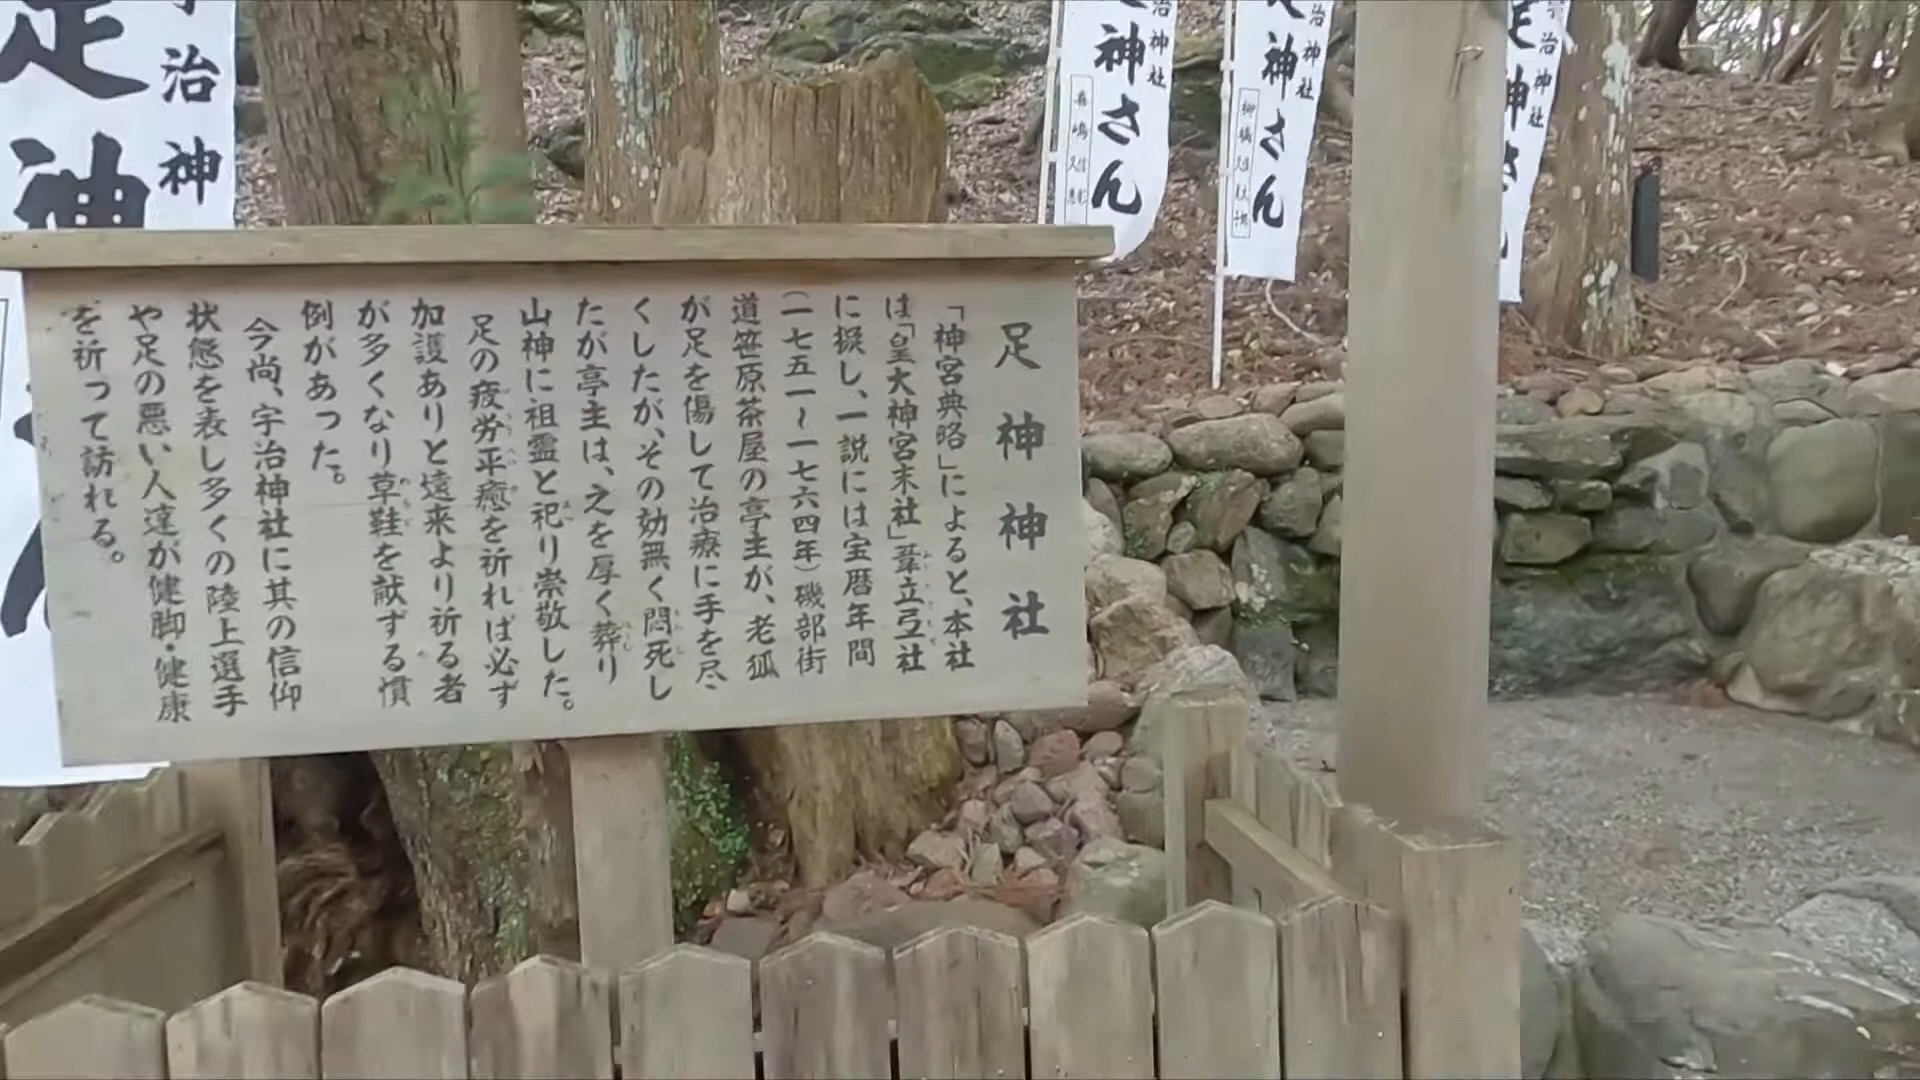 足神神社
「神宮典略」によると、本社
は「皇大神宮末社」葦立弖社
に擬し、一説には宝暦年間
(一七五一〜一七六四年)磯部街
道笹原茶屋の亭主が、老狐
が足を傷して治療に手を尽、
くしたが、その効無く悶死し
たが亭主は、之を厚く葬り
山神に祖霊と祀り崇敬した。
足の疲労平癒を祈れば必ず
加護ありと遠来より祈る者
が多くなり草鞋を献ずる慣
例があった。
今尚、宇治神社に其の信仰
状態を表し多くの陸上選手
や足の悪い人達が健脚・健康
を祈って訪れる。
治神社
神さん
治神社
足神さん
治神社
足神さん
宇治神
足神